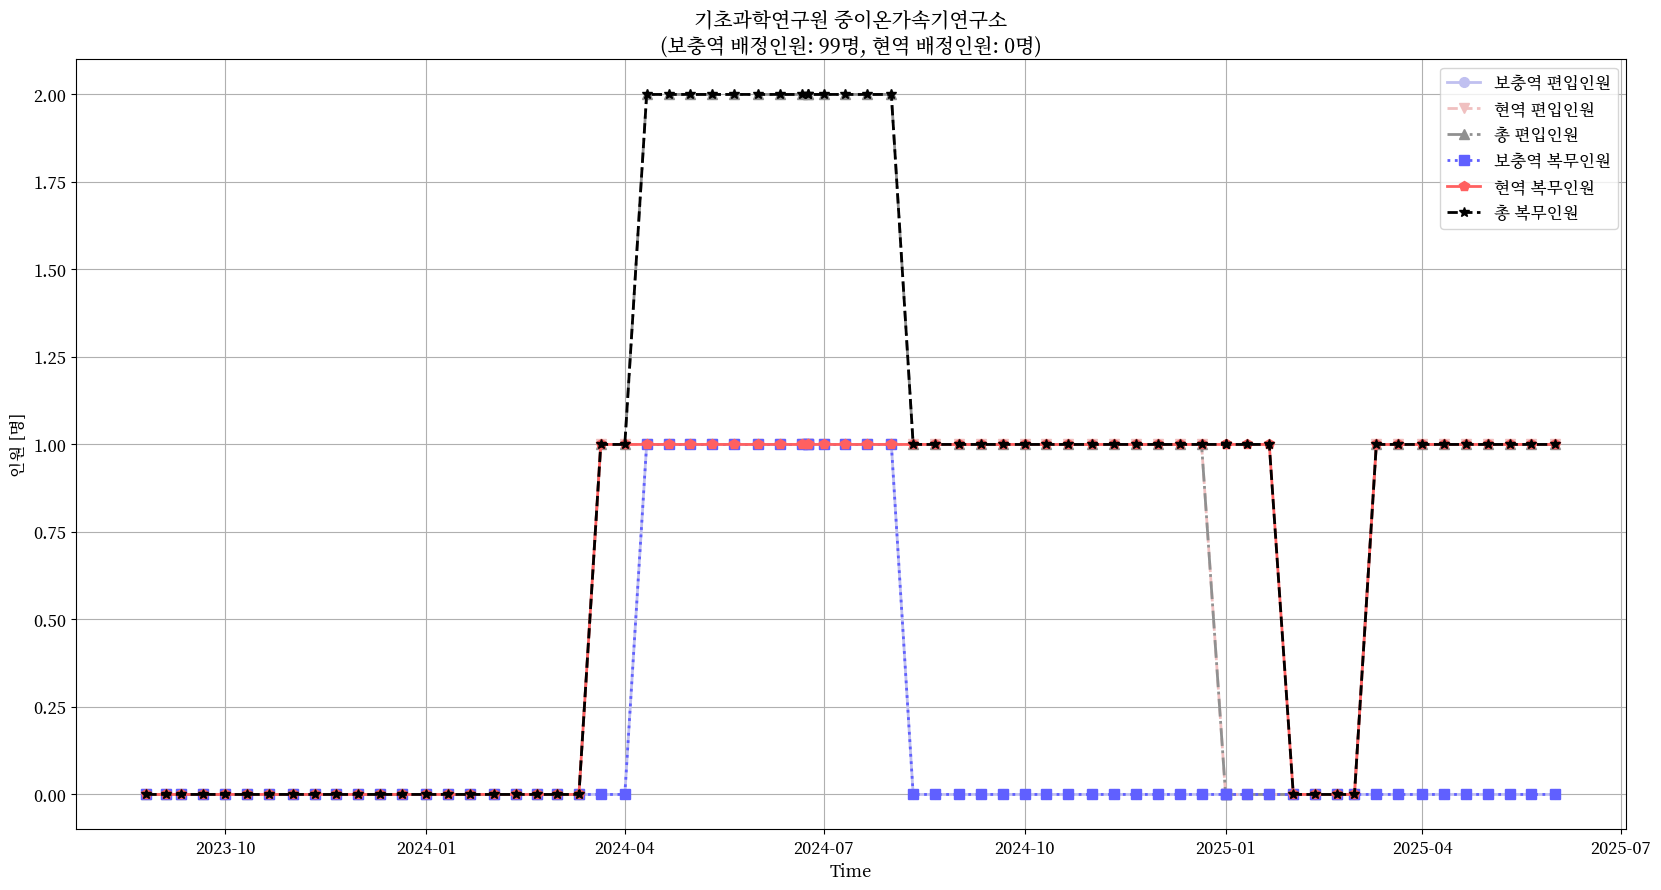 기초과학연구원 중이온가속기연구소
(보충역 배정인원: 99명, 현역 배정인원: 0명)
보충역 편입인원
현역 편입인원
총 편입인원
보충역 복무인원
현역 복무인원
총 복무인원
인원 [명]
2.00
1.75
1.50
1.25
1.00
0.75
0.50
0.25
0.00
2023-10
2024-01
2024-04
2024-07
2024-10
2025-01
2025-04
2025-07
Time